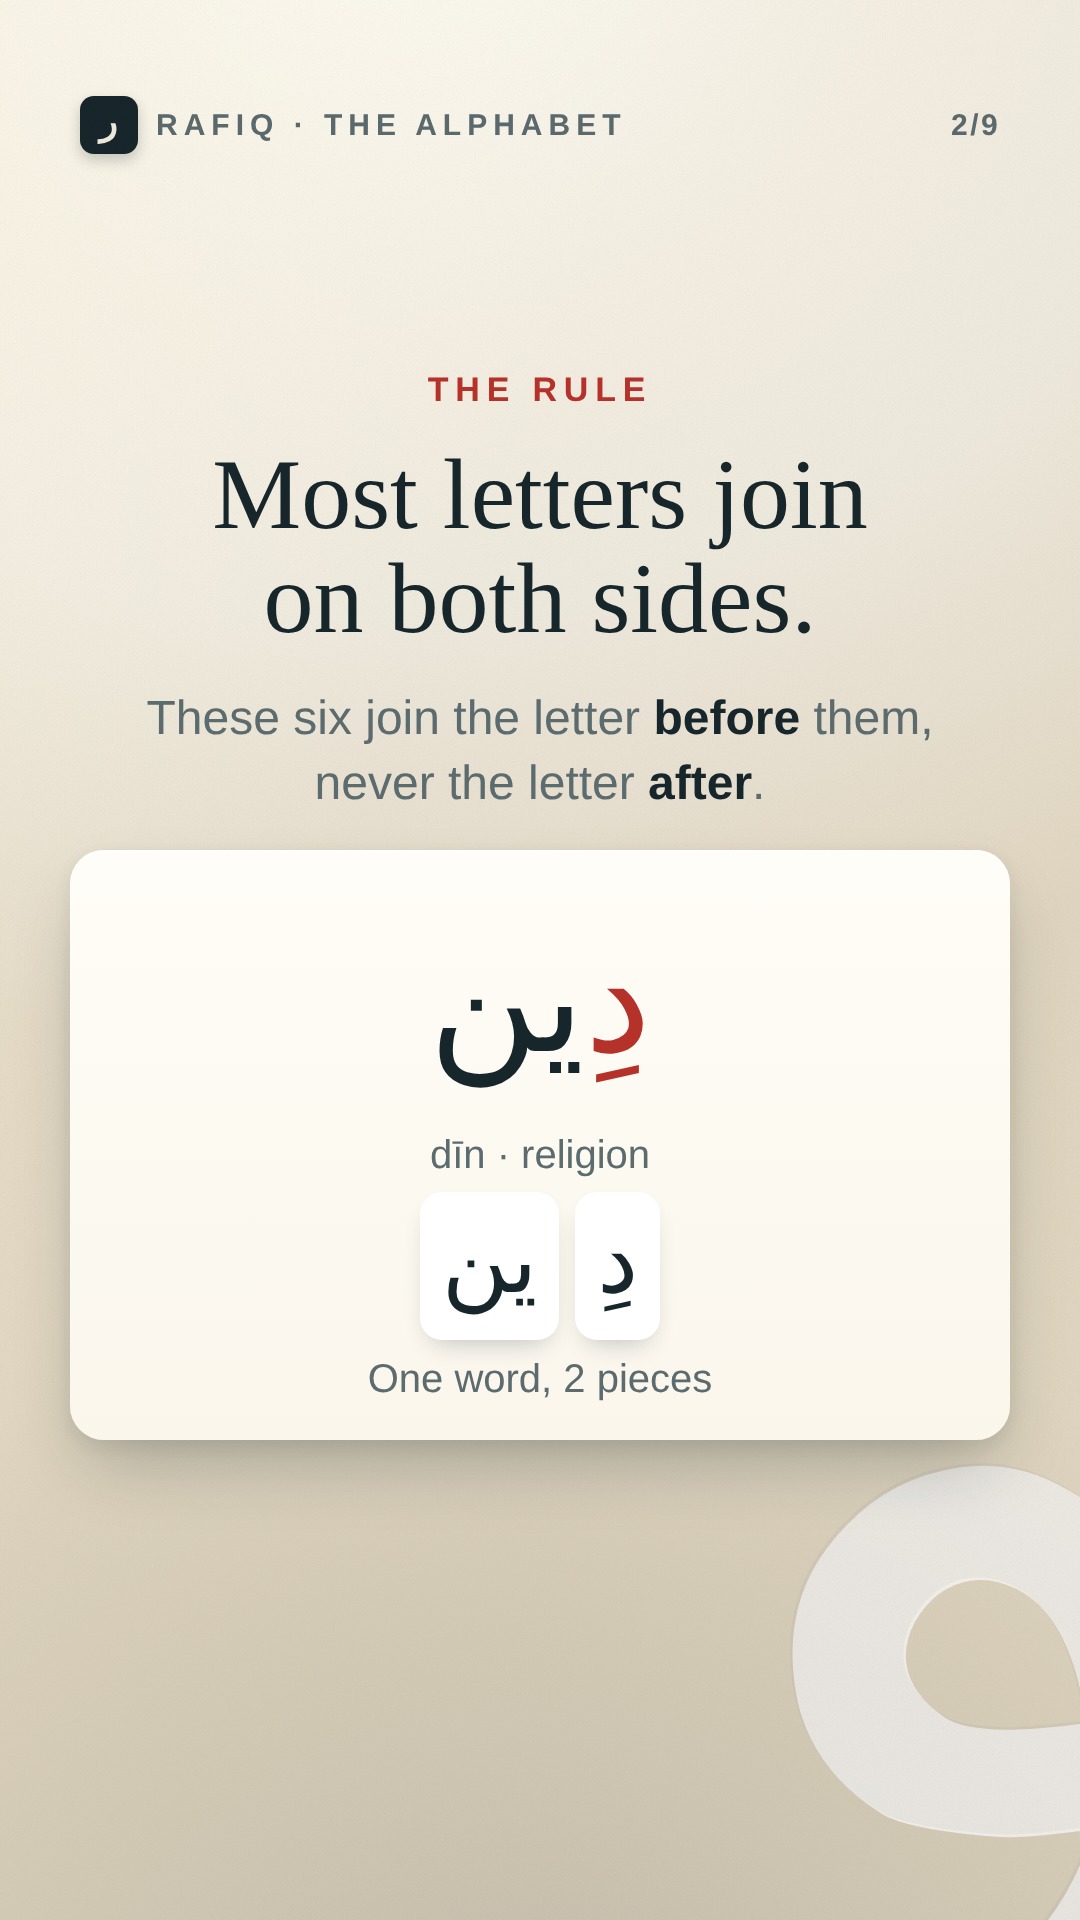 ر
RAFIQ · THE ALPHABET
2/9
THE RULE
Most letters join
on both sides.
These six join the letter before them,
never the letter after.
دِين
dīn · religion
دِ ين
One word, 2 pieces
و